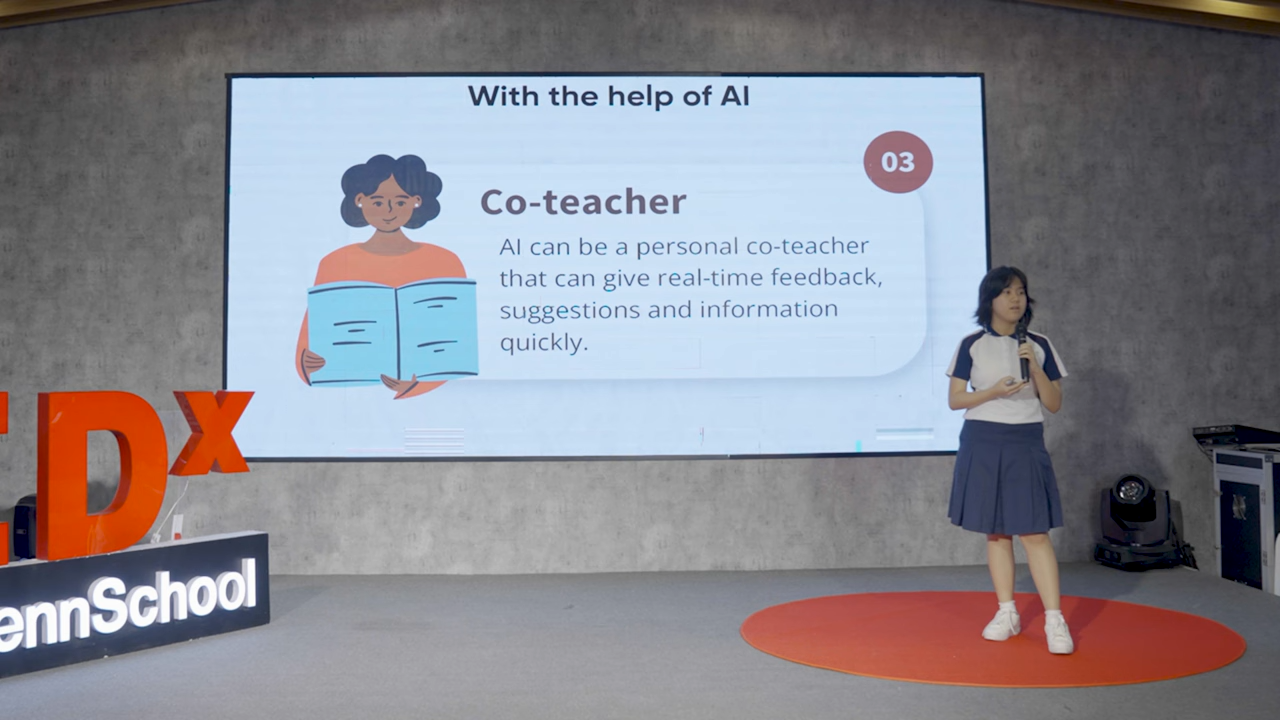 With the help of AI
03
Co-teacher
AI can be a personal co-teacher
that can give real-time feedback,
suggestions and information
quickly.
EDx
ennSchool